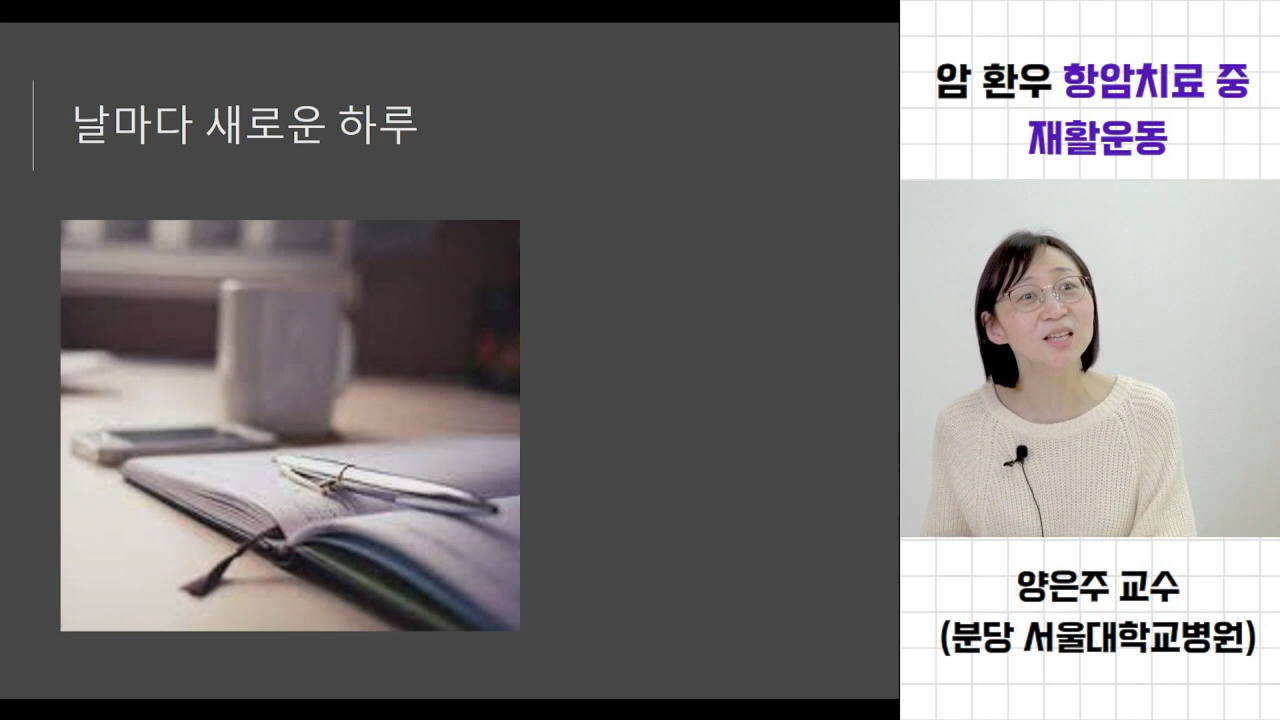 날마다 새로운 하루
암 환우 항암치료 중
재활운동
양은주 교수
(분당 서울대학교병원)